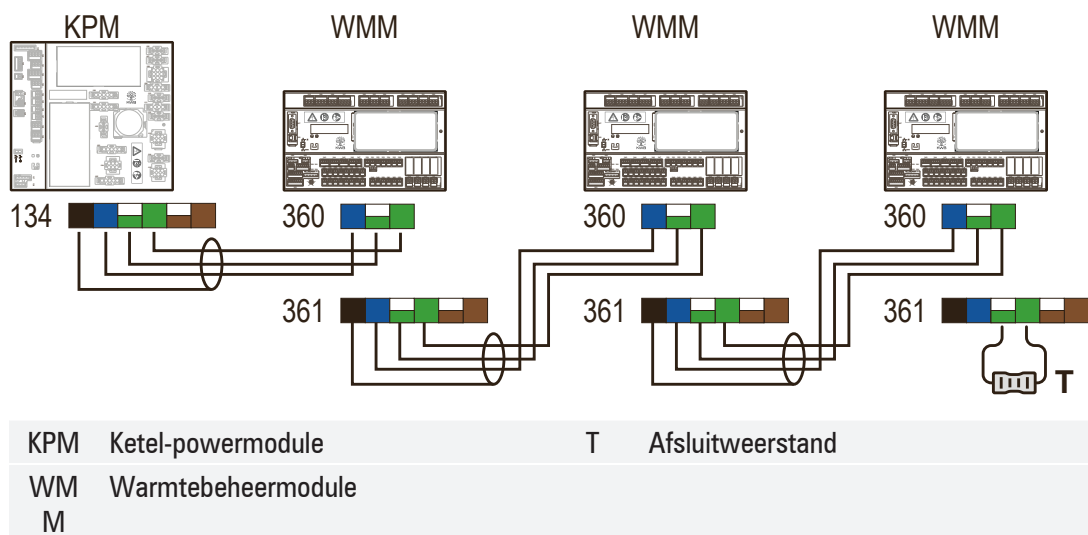 KPM WMM WMM WMM
134 360 360 360
361 361 361
T
KPM Ketel-powermodule T Afsluitweerstand
WM Warmtebeheermodule
M